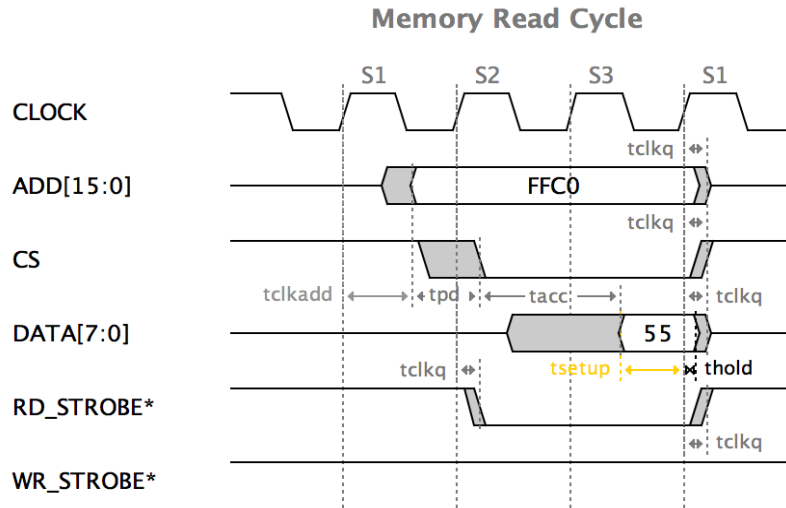 Memory Read Cycle
S1 S2 S3 S1
CLOCK
tclkq
ADD[15:0] FFC0
tclkq
CS
tclkadd tpd tacc tclkq
DATA[7:0] 55
tclkq tsetup thold
RD_STROBE*
tclkq
WR_STROBE*